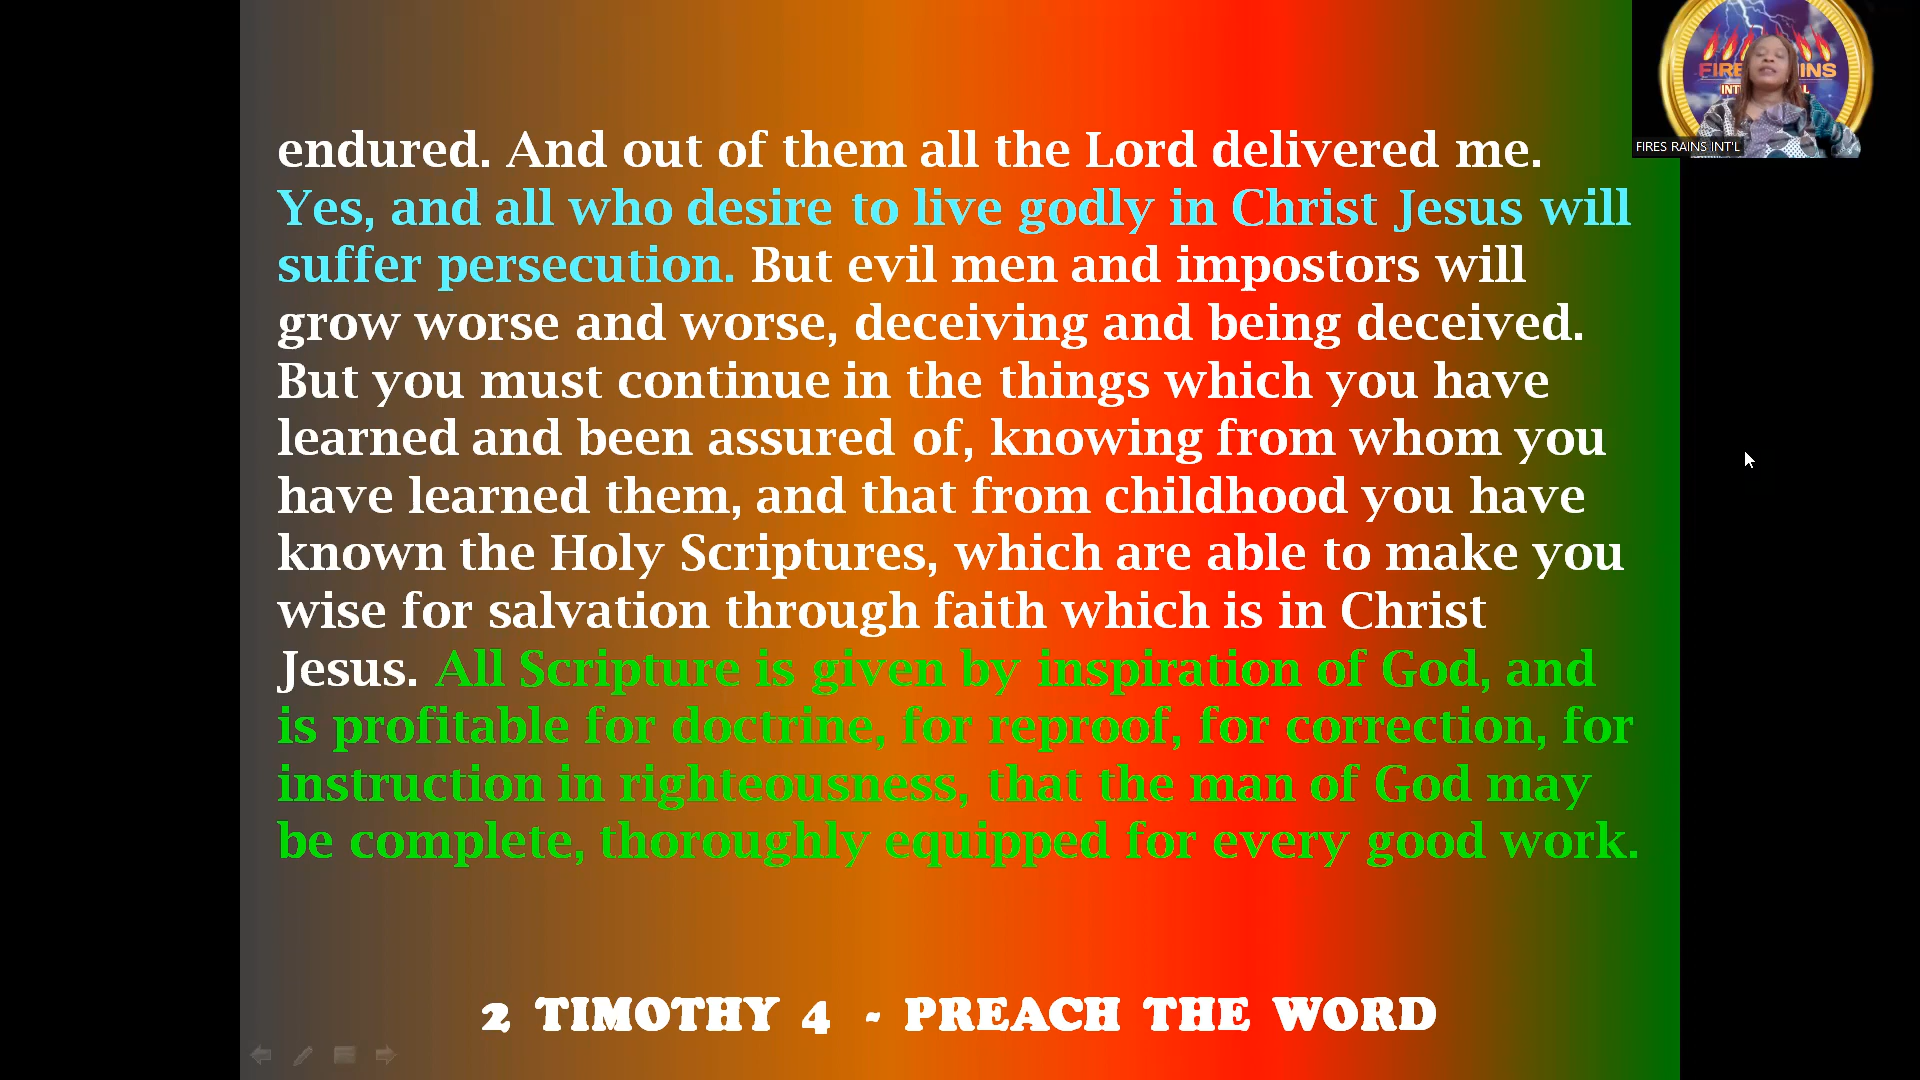 endured. And out of them all the Lord delivered me.
Yes, and all who desire to live godly in Christ Jesus will
suffer persecution. But evil men and impostors will
grow worse and worse, deceiving and being deceived.
But you must continue in the things which you have
learned and been assured of, knowing from whom you
have learned them, and that from childhood you have
known the Holy Scriptures, which are able to make you
wise for salvation through faith which is in Christ
Jesus. All Scripture is given by inspiration of God, and
is profitable for doctrine, for reproof, for correction, for
instruction in righteousness, that the man of God may
be complete, thoroughly equipped for every good work.
2 TIMOTHY 4 - PREACH THE WORD
FIRES RAINS INT'L